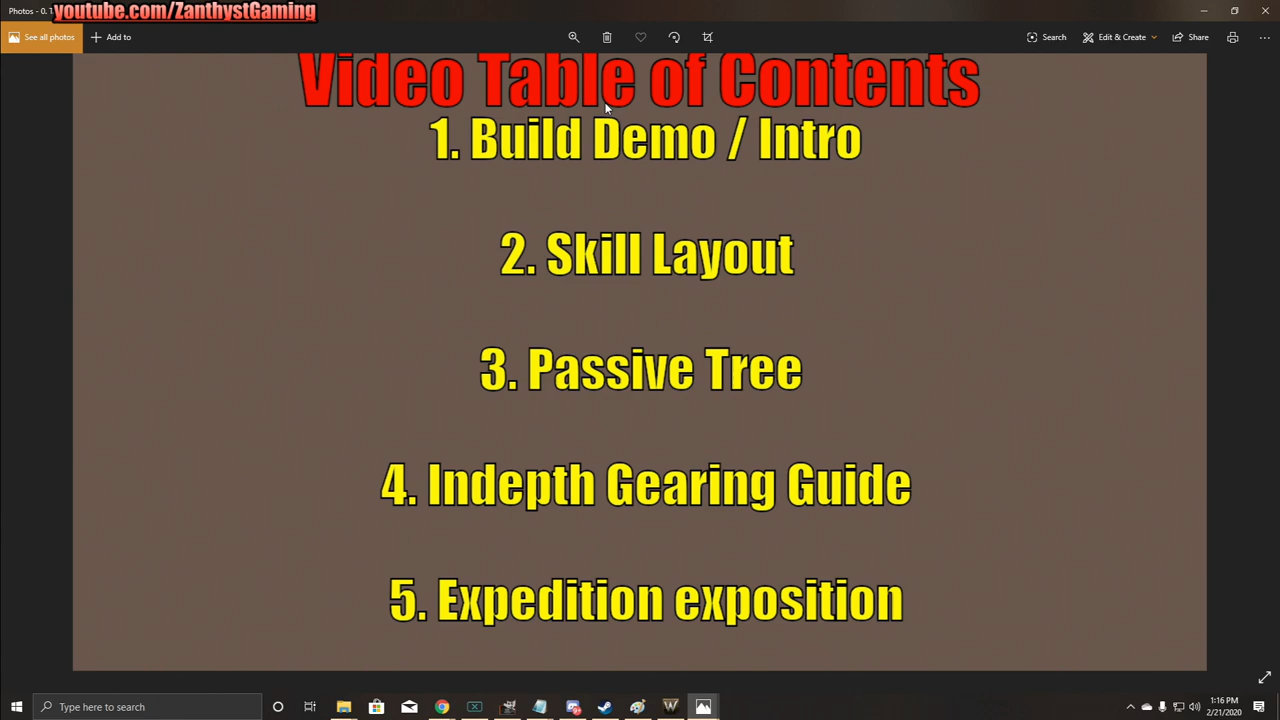 youtube.com/ZanthystGaming
Photos - 0. T
See all photos
Add to
Search
Edit & Create
Share
Video Table of Contents
1. Build Demo / Intro
2. Skill Layout
3. Passive Tree
4. Indepth Gearing Guide
5. Expedition exposition
Type here to search
1:16 PM
2/21/2020